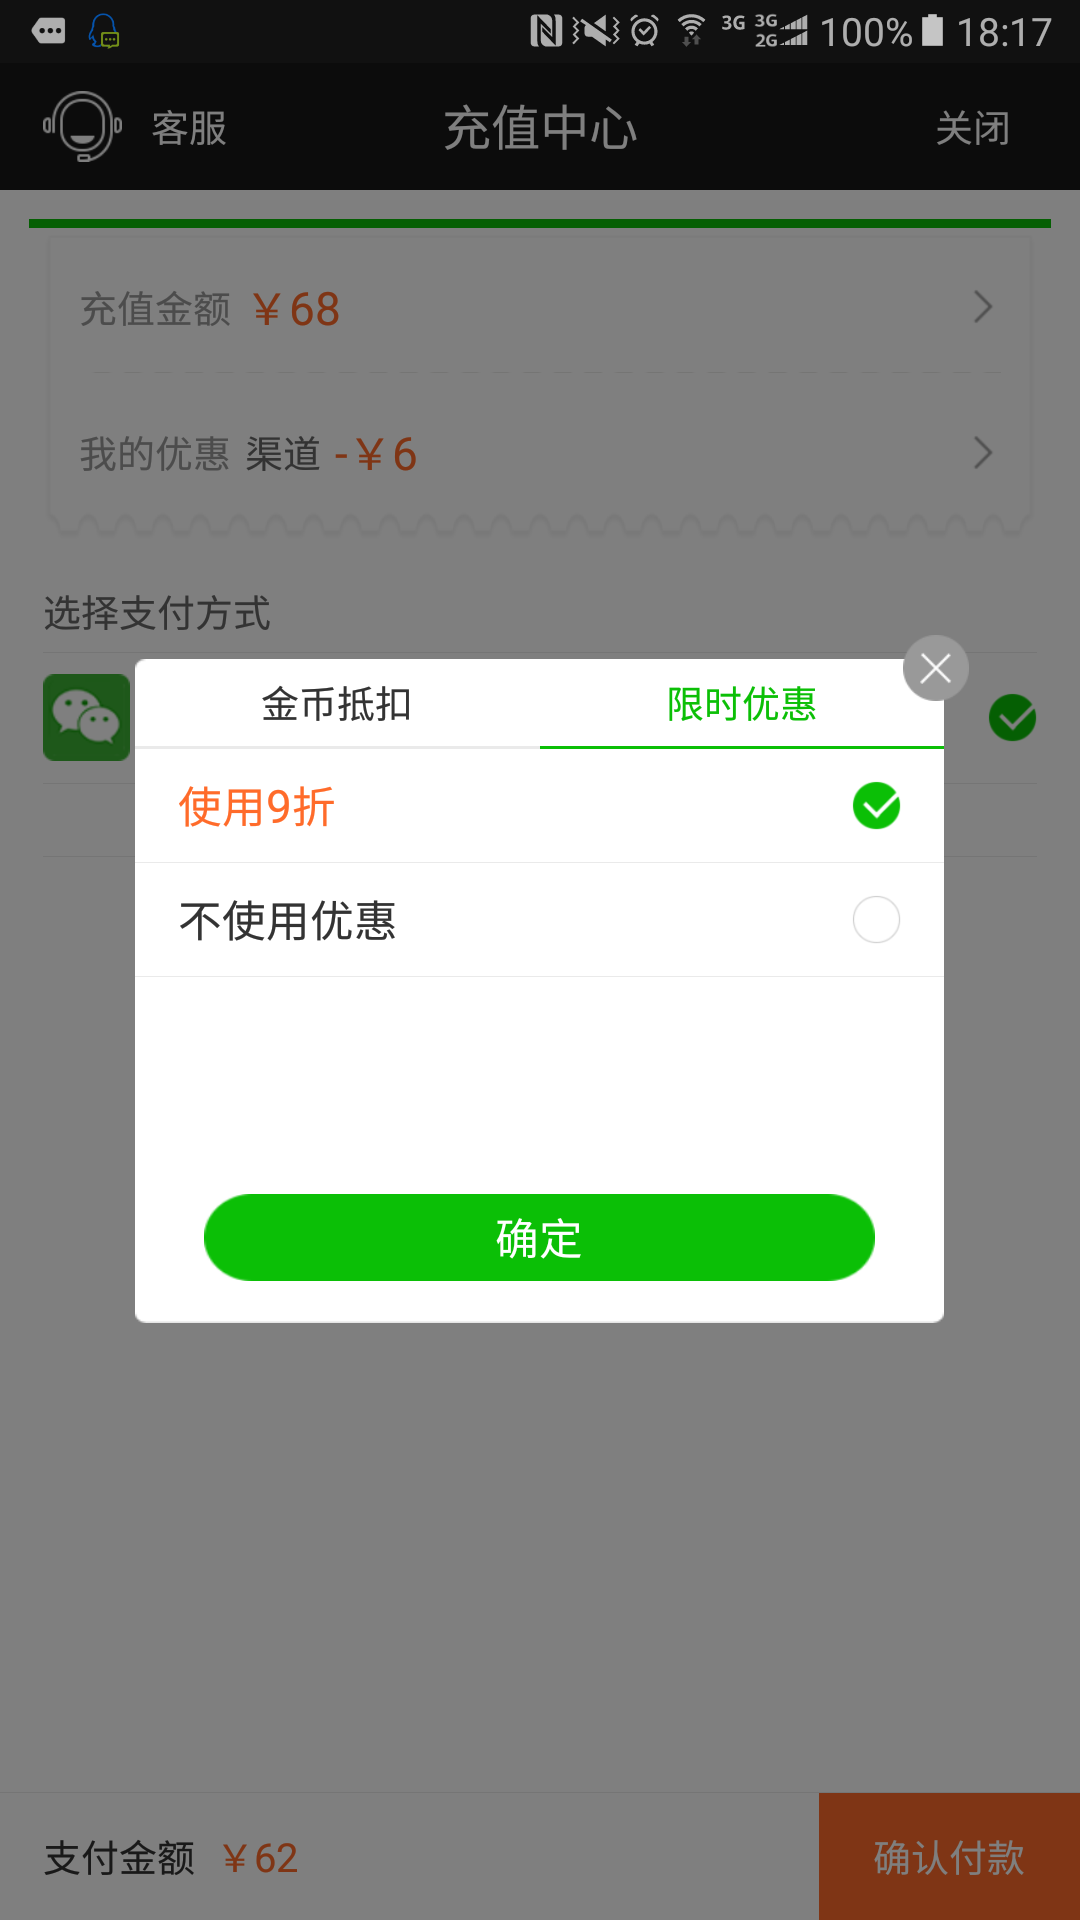 3G 3G 2G 100% 18:17
客服 充值中心 关闭
充值金额 ￥68
我的优惠 渠道 -￥6
选择支付方式
金币抵扣 限时优惠
使用9折
不使用优惠
确定
支付金额 ￥62 确认付款